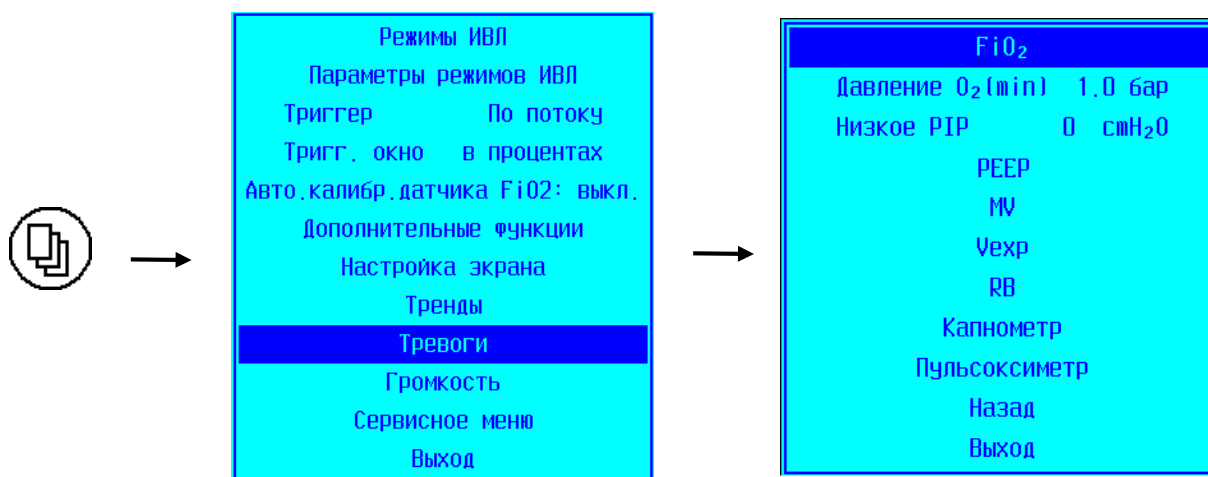 Режимы ИВЛ
Параметры режимов ИВЛ
Триггер По потоку
Тригг. окно в процентах
Авто.калибр.датчика FiO2: выкл.
Дополнительные функции
Настройка экрана
Тренды
Тревоги
Громкость
Сервисное меню
Выход
FiO₂
Давление O₂(min) 1.0 бар
Низкое PIP 0 cmH₂O
PEEP
MV
Vexp
RB
Капнометр
Пульсоксиметр
Назад
Выход